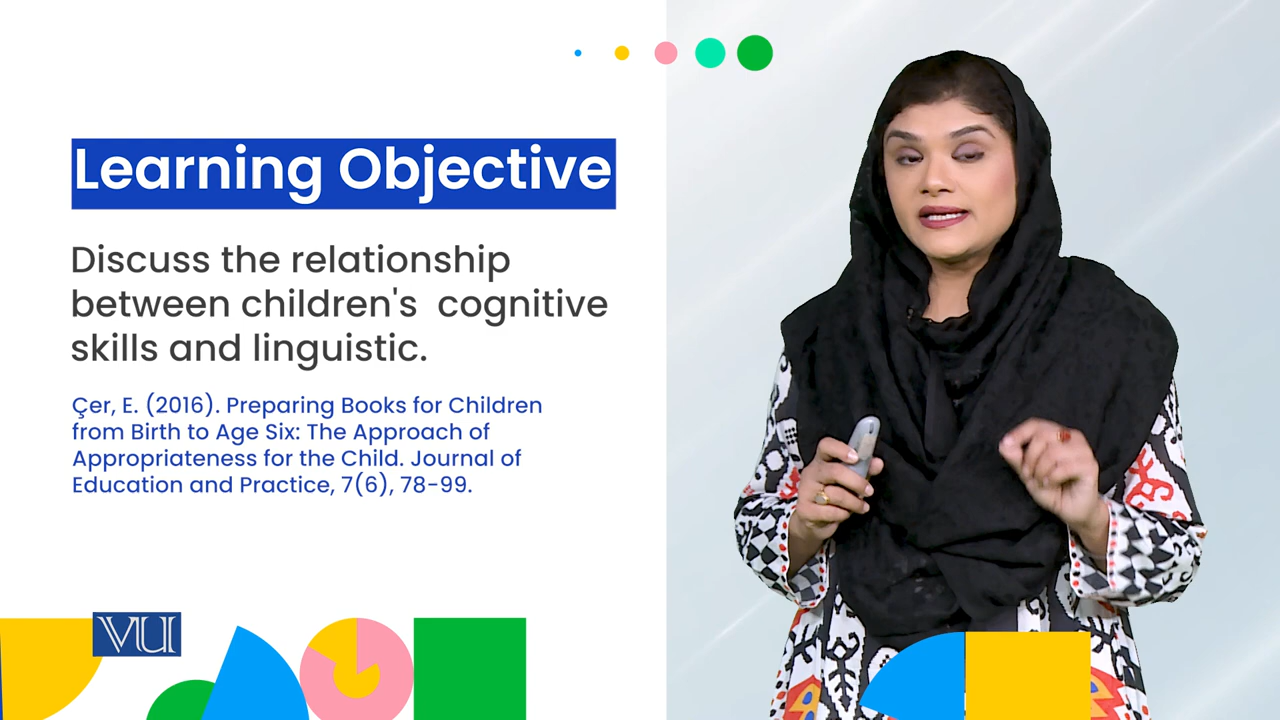 Learning Objective
Discuss the relationship
between children's cognitive
skills and linguistic.
Çer, E. (2016). Preparing Books for Children
from Birth to Age Six: The Approach of
Appropriateness for the Child. Journal of
Education and Practice, 7(6), 78-99.
VU